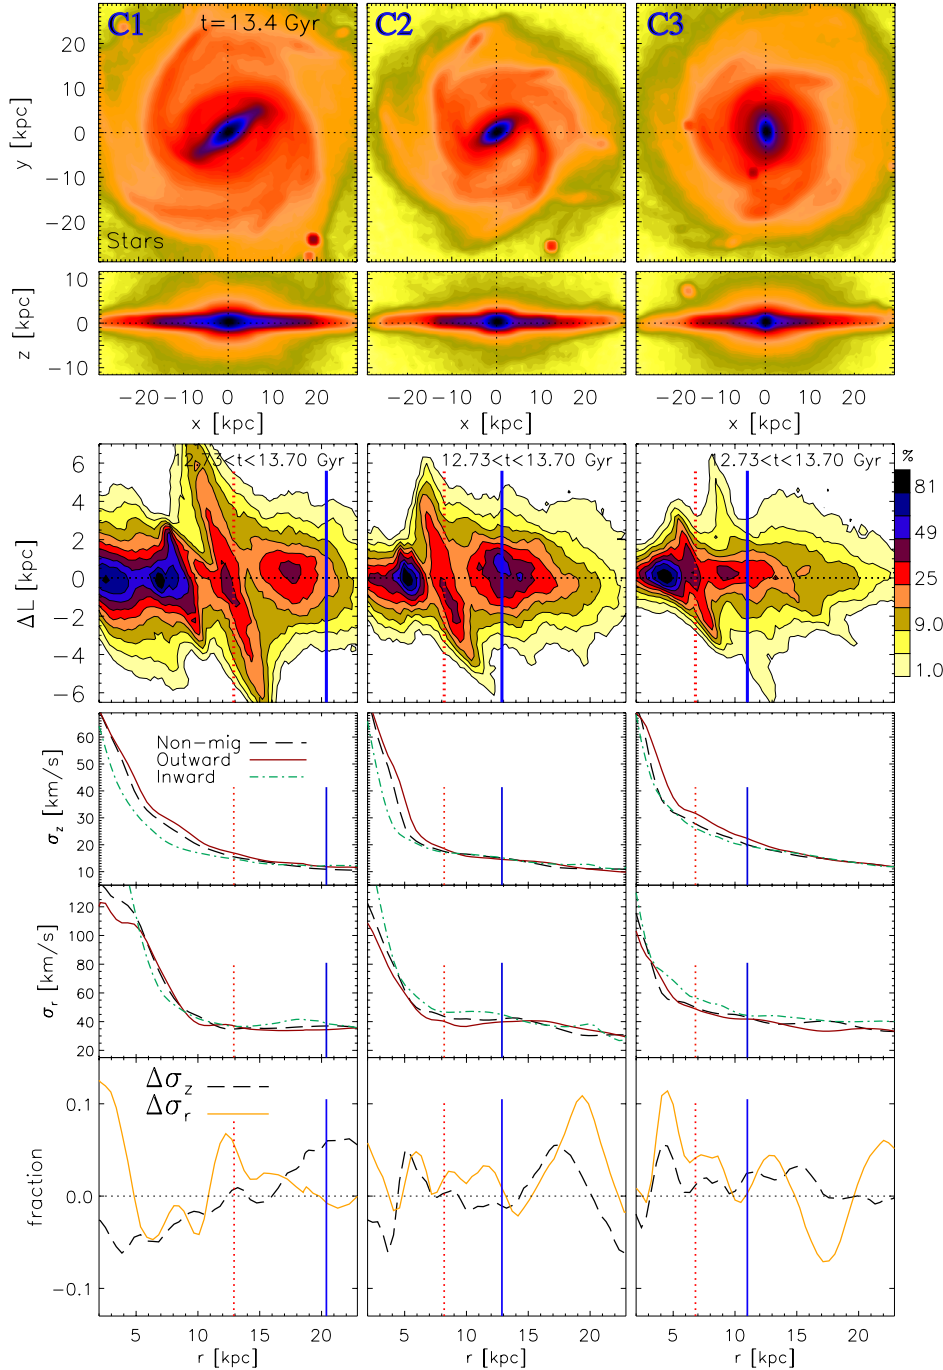 C1 t=13.4 Gyr C2 C3
20
10
0
−10
−20
y [kpc]
Stars
10
0
−10
z [kpc]
−20 −10 0 10 20 −20 −10 0 10 20 −20 −10 0 10 20
x [kpc] x [kpc] x [kpc]
12.73<t<13.70 Gyr 12.73<t<13.70 Gyr 12.73<t<13.70 Gyr
6
4
2
0
−2
−4
−6
ΔL [kpc]
%
81
49
25
9.0
1.0
Non−mig
Outward
Inward
60
50
40
30
20
10
σz [km/s]
140
120
100
80
60
40
20
σr [km/s]
Δσz
Δσr
0.1
0.0
−0.1
fraction
5 10 15 20 5 10 15 20 5 10 15 20
r [kpc] r [kpc] r [kpc]